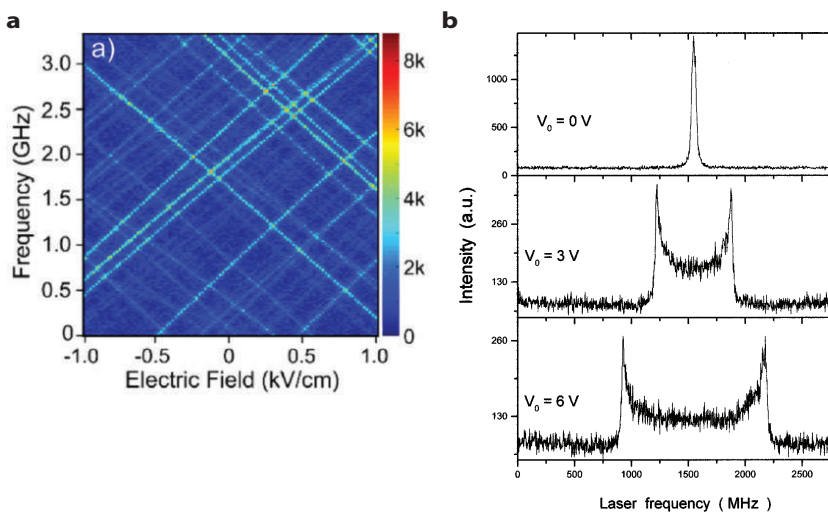 a
a)
Frequency (GHz)
3.0
2.5
2.0
1.5
1.0
0.5
0
-1.0
-0.5
0
0.5
1.0
Electric Field (kV/cm)
8k
6k
4k
2k
0
b
Intensity (a.u.)
1000
500
0
V0 = 0 V
260
130
V0 = 3 V
260
130
V0 = 6 V
0
500
1000
1500
2000
2500
Laser frequency ( MHz )